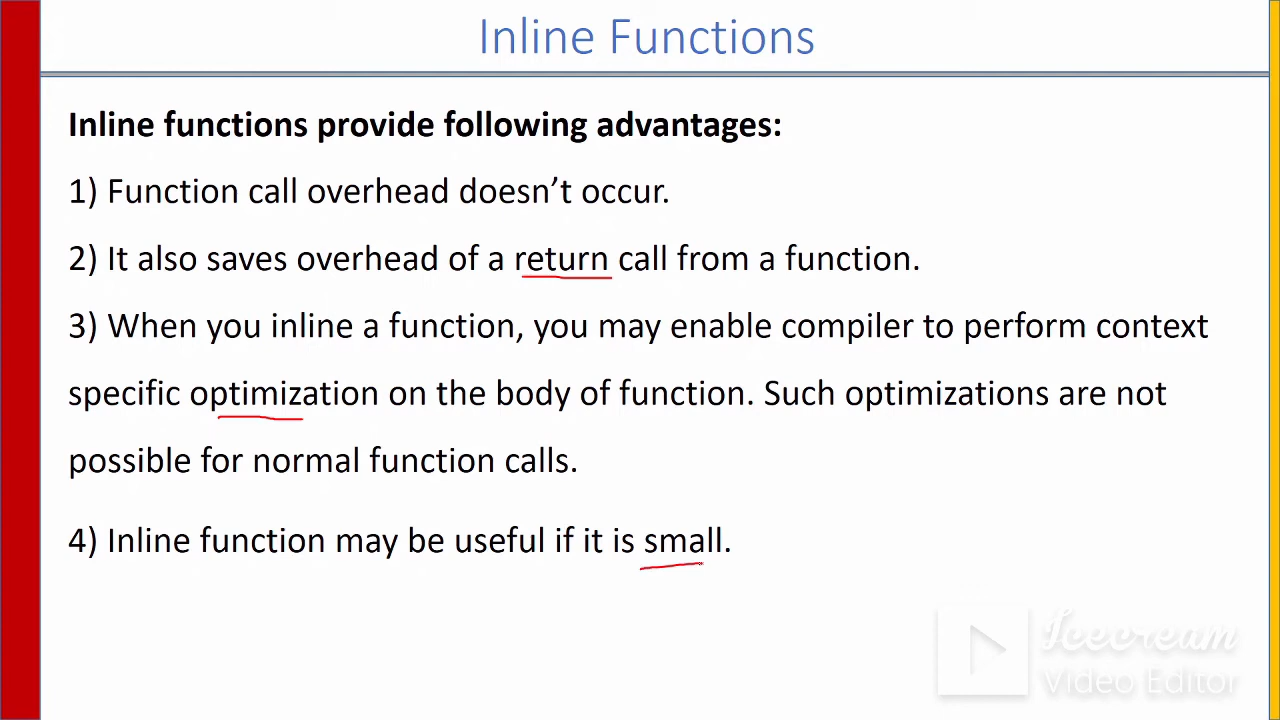 Inline Functions
Inline functions provide following advantages:
1) Function call overhead doesn’t occur.
2) It also saves overhead of a return call from a function.
3) When you inline a function, you may enable compiler to perform context
specific optimization on the body of function. Such optimizations are not
possible for normal function calls.
4) Inline function may be useful if it is small.
Icecream
Video Editor